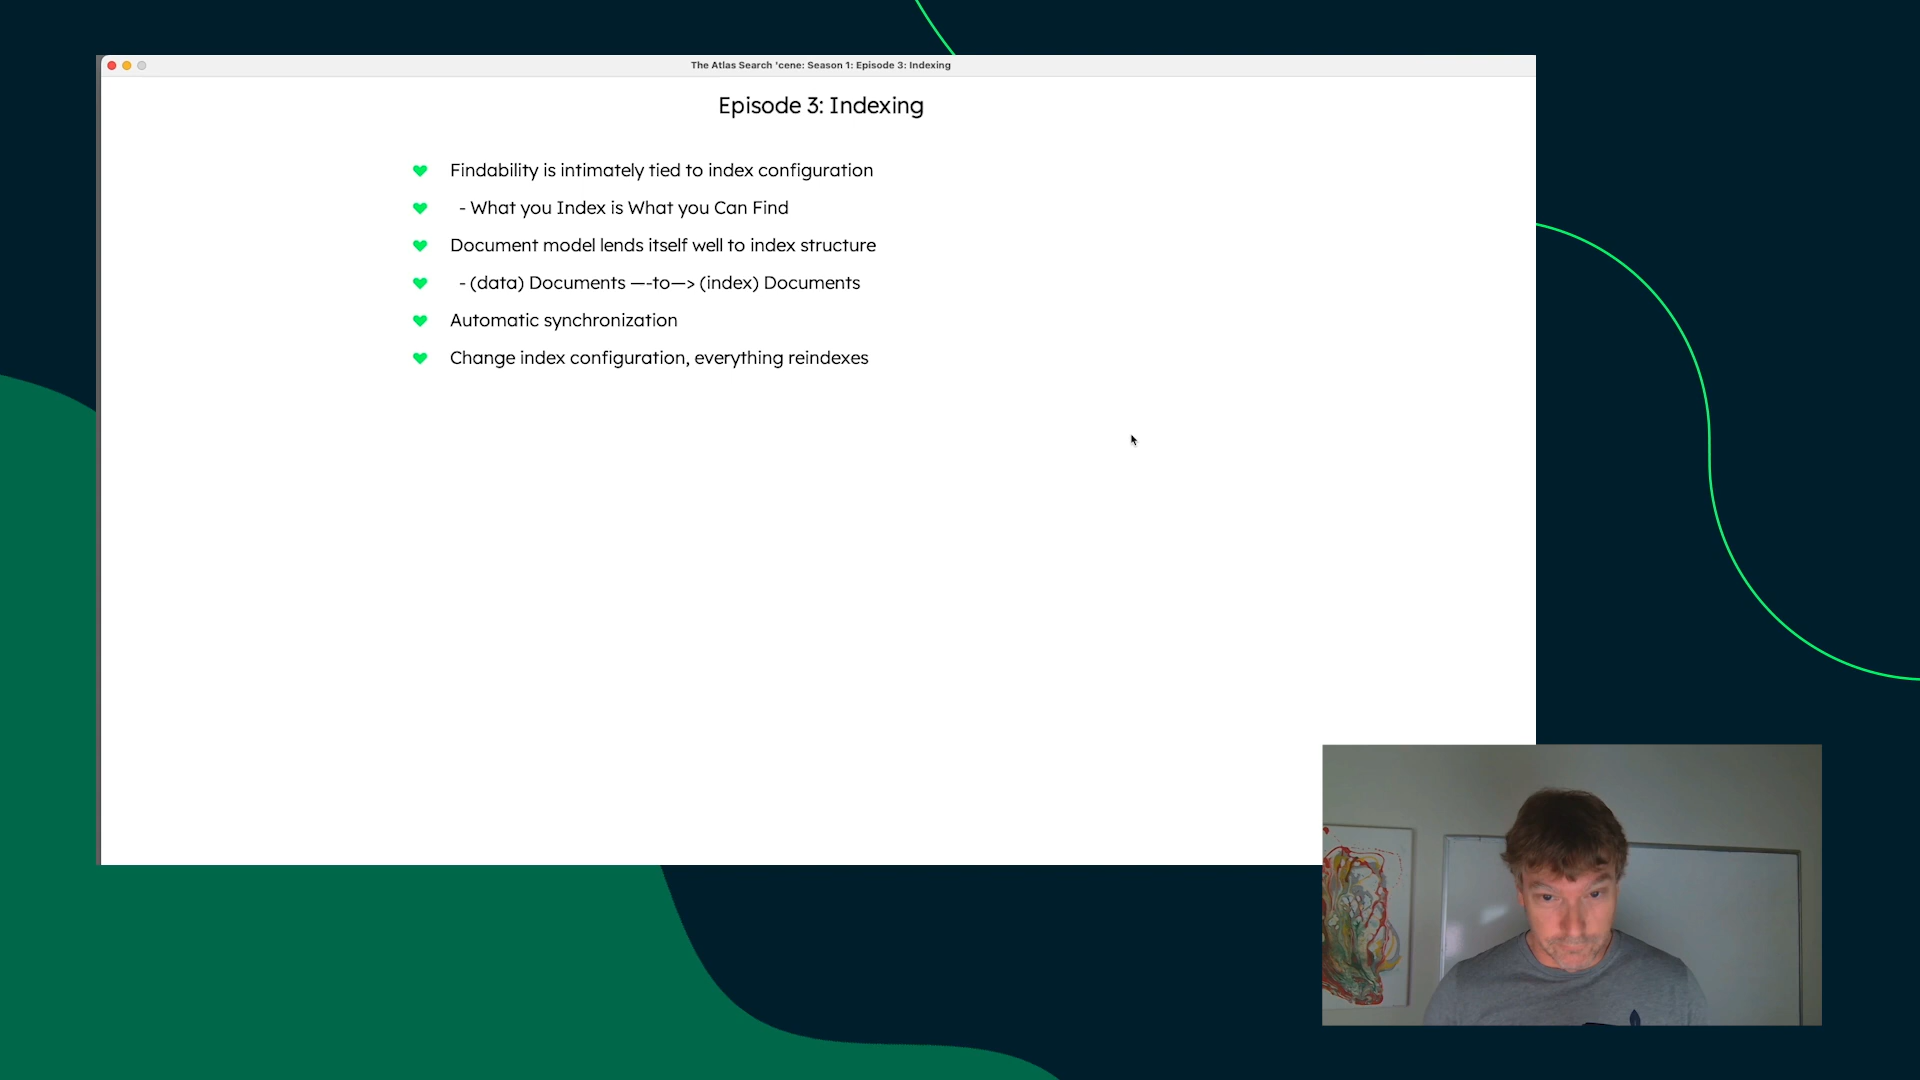 The Atlas Search 'cene: Season 1: Episode 3: Indexing
Episode 3: Indexing
Findability is intimately tied to index configuration
- What you Index is What you Can Find
Document model lends itself well to index structure
- (data) Documents —-to—> (index) Documents
Automatic synchronization
Change index configuration, everything reindexes